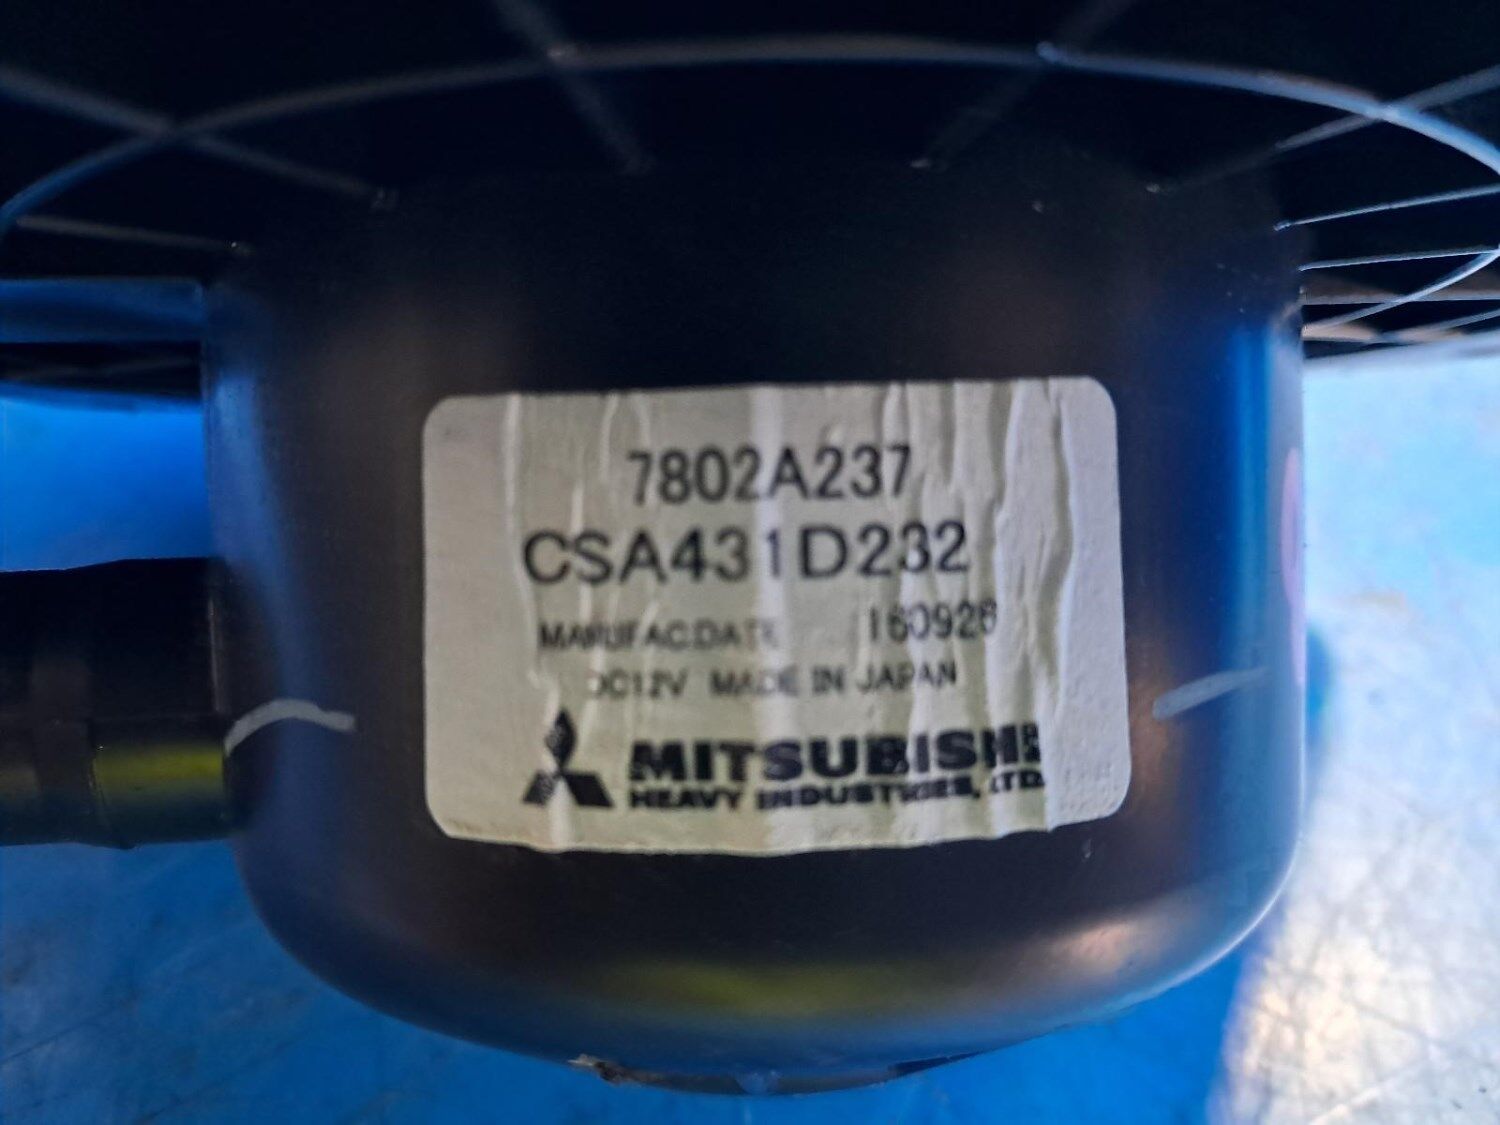 7802A237
CSA431D232
MANUFAC.DATE 160926
DC12V MADE IN JAPAN
MITSUBISHI
HEAVY INDUSTRIES, LTD.